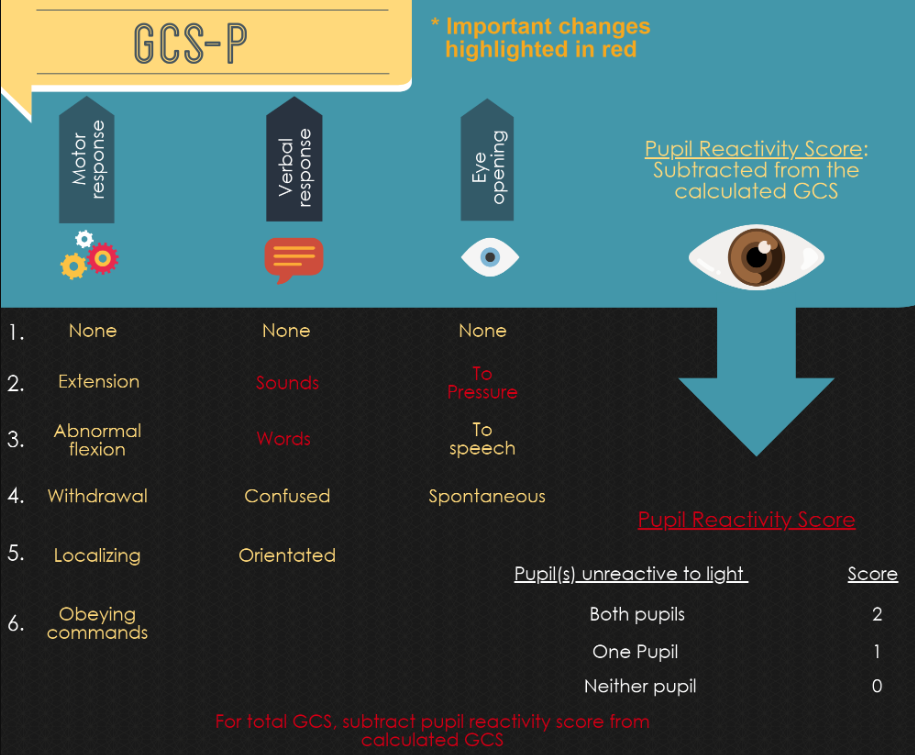 GCS-P
* Important changes
highlighted in red
Motor
response
Verbal
response
Eye
opening
Pupil Reactivity Score:
Subtracted from the
calculated GCS
1. None None None
2. Extension Sounds To
Pressure
3. Abnormal
flexion Words To
speech
4. Withdrawal Confused Spontaneous
5. Localizing Orientated
6. Obeying
commands
Pupil Reactivity Score
Pupil(s) unreactive to light Score
Both pupils 2
One Pupil 1
Neither pupil 0
For total GCS, subtract pupil reactivity score from
calculated GCS